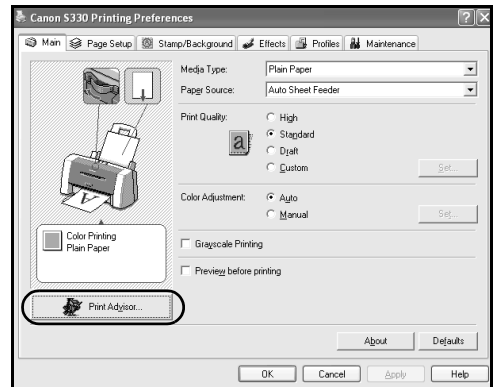 Canon S330 Printing Preferences
Main Page Setup Stamp/Background Effects Profiles Maintenance
Media Type: Plain Paper
Paper Source: Auto Sheet Feeder
Print Quality: High
Standard
Draft
Custom Set...
Color Adjustment: Auto
Manual Set...
Color Printing
Plain Paper
Grayscale Printing
Preview before printing
Print Advisor...
About Defaults
OK Cancel Apply Help